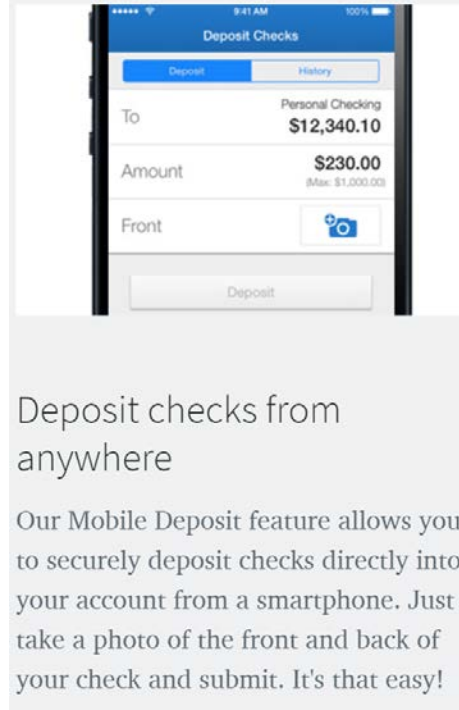 9:41 AM 100%
Deposit Checks
Deposit History
To Personal Checking
$12,340.10
Amount $230.00
(Max: $1,000.00)
Front
Deposit
Deposit checks from
anywhere
Our Mobile Deposit feature allows you
to securely deposit checks directly into
your account from a smartphone. Just
take a photo of the front and back of
your check and submit. It's that easy!